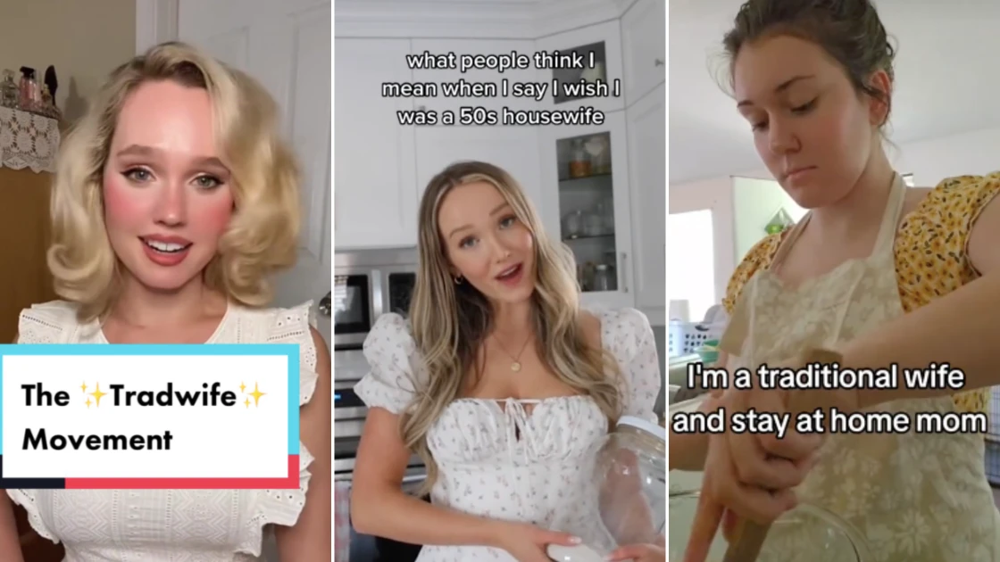 The ✨Tradwife✨
Movement
what people think I
mean when I say I wish I
was a 50s housewife
I'm a traditional wife
and stay at home mom